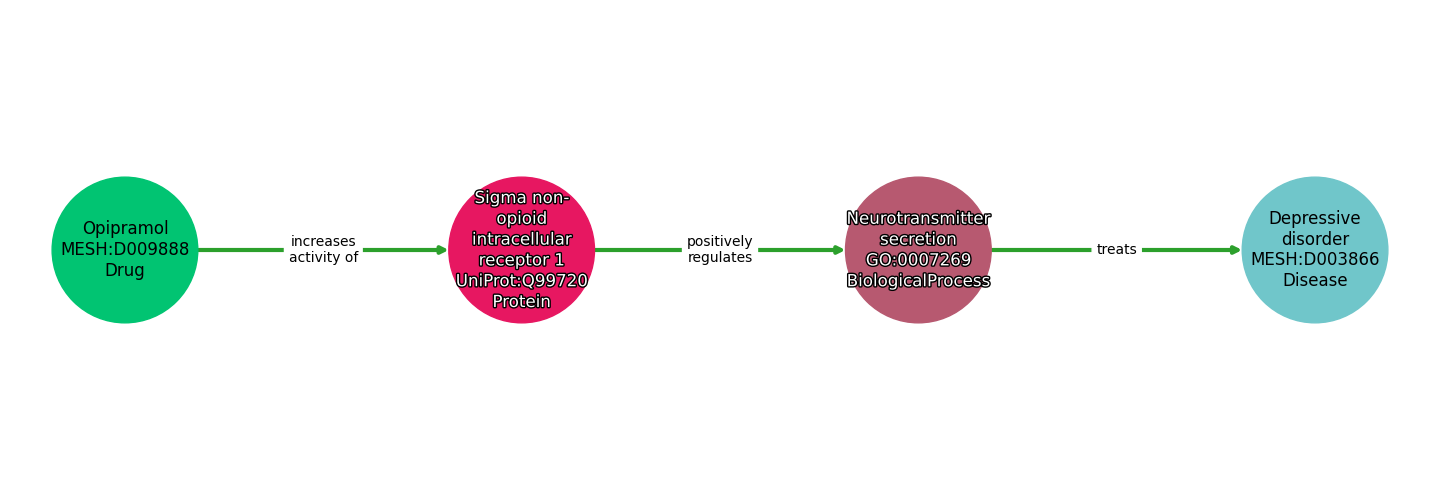 Opipramol
MESH:D009888
Drug
increases
activity of
Sigma non-
opioid
intracellular
receptor 1
UniProt:Q99720
Protein
positively
regulates
Neurotransmitter
secretion
GO:0007269
BiologicalProcess
treats
Depressive
disorder
MESH:D003866
Disease